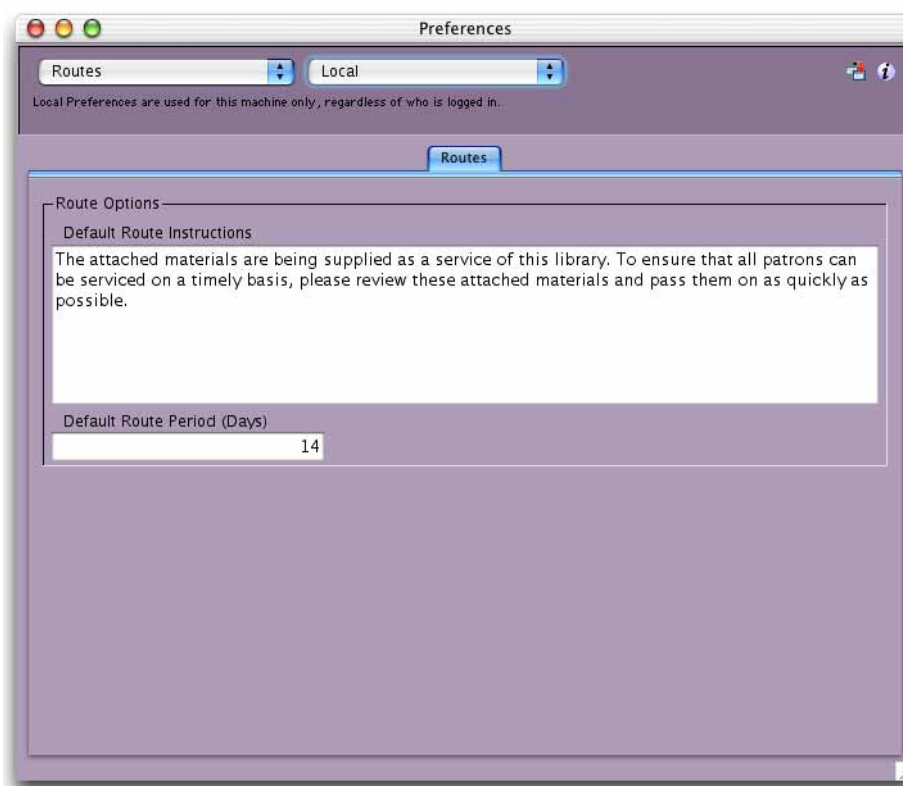 Preferences
Routes
Local
Local Preferences are used for this machine only, regardless of who is logged in.
Routes
Route Options
Default Route Instructions
The attached materials are being supplied as a service of this library. To ensure that all patrons can
be serviced on a timely basis, please review these attached materials and pass them on as quickly as
possible.
Default Route Period (Days)
14